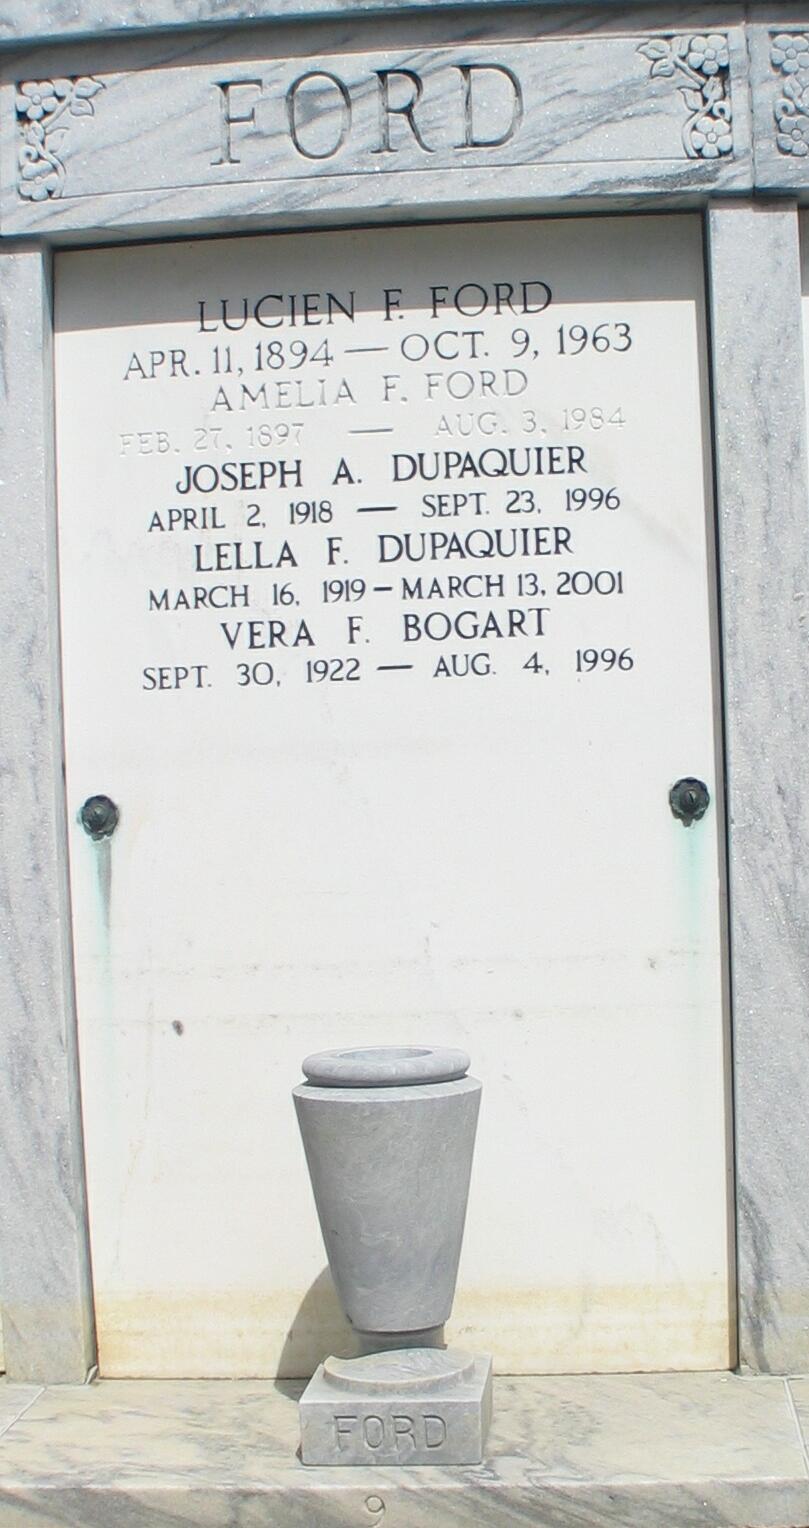 FORD
LUCIEN F. FORD
APR. 11, 1894 — OCT. 9, 1963
AMELIA F. FORD
FEB. 27, 1897 — AUG. 3, 1984
JOSEPH A. DUPAQUIER
APRIL 2, 1918 — SEPT. 23, 1996
LELLA F. DUPAQUIER
MARCH 16, 1919 – MARCH 13, 2001
VERA F. BOGART
SEPT. 30, 1922 — AUG. 4, 1996
FORD
9